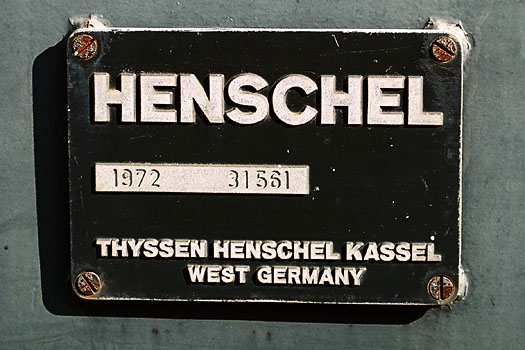 HENSCHEL
1972 31561
THYSSEN HENSCHEL KASSEL
WEST GERMANY